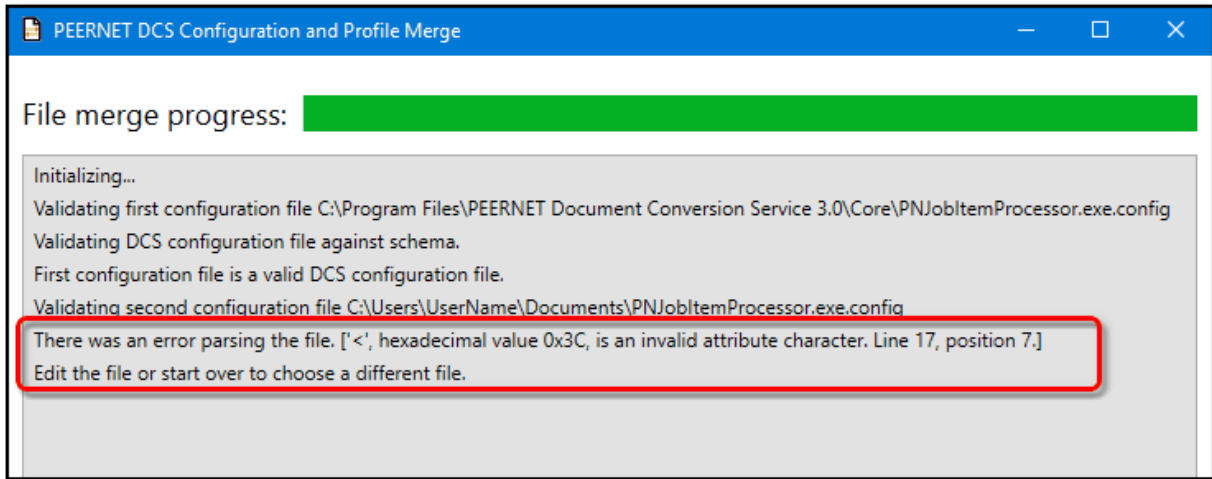 PEERNET DCS Configuration and Profile Merge
File merge progress:
Initializing...
Validating first configuration file C:\Program Files\PEERNET Document Conversion Service 3.0\Core\PNJobItemProcessor.exe.config
Validating DCS configuration file against schema.
First configuration file is a valid DCS configuration file.
Validating second configuration file C:\Users\UserName\Documents\PNJobItemProcessor.exe.config
There was an error parsing the file. ['<', hexadecimal value 0x3C, is an invalid attribute character. Line 17, position 7.]
Edit the file or start over to choose a different file.